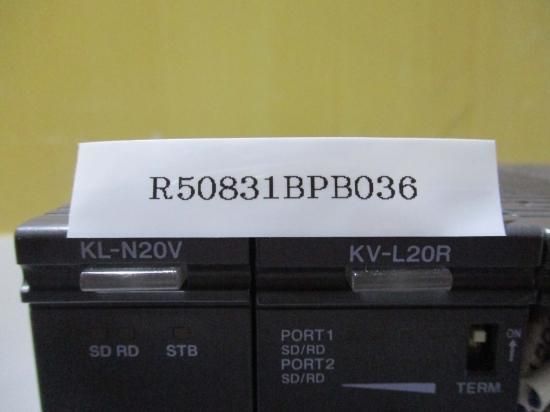 R50831BPB036
KL-N20V
KV-L20R
SD RD STB
PORT1
SD/RD
PORT2
SD/RD
ON
TERM.